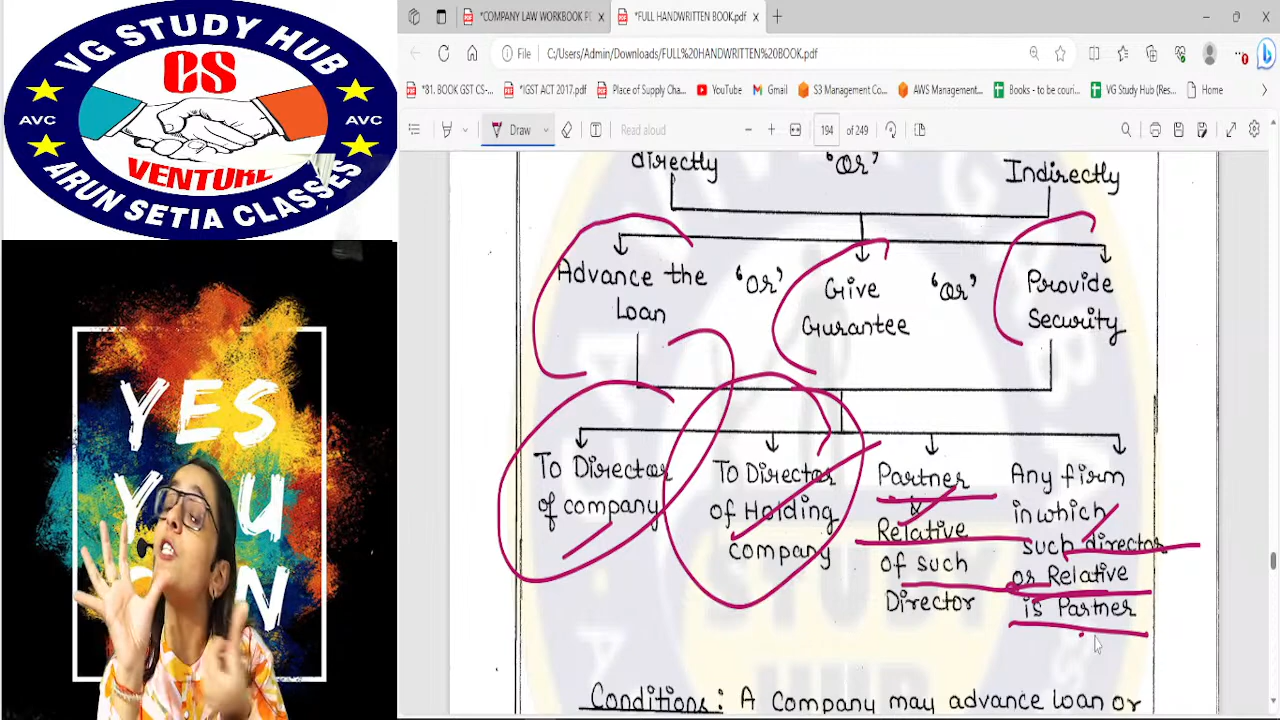 VG STUDY HUB
CS
AVC
AVC
VENTURE
ARUN SETIA CLASSES
YES
YOU
*COMPANY LAW WORKBOOK
*FULL HANDWRITTEN BOOK.pdf
File
C:/Users/Admin/Downloads/FULL%20HANDWRITTEN%20BOOK.pdf
*81. BOOK GST CS-...
*IGST ACT 2017.pdf
Place of Supply Cha...
YouTube
Gmail
S3 Management Co...
AWS Management...
Books - to be couri...
VG Study Hub (Res...
Home
Draw
Read aloud
194 of 249
directly 'Or' Indirectly
Advance the Loan
'Or'
Give Gurantee
'Or'
Provide Security
To Director
of company
To Director
of Holding
company
Partner
&
Relative
of such
Director
Any firm
in which
such director
or Relative
is Partner
Conditions: A Company may advance loan or